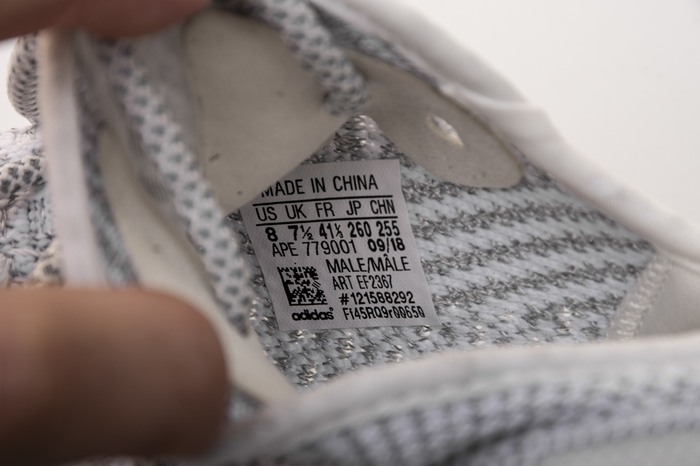 MADE IN CHINA
US UK FR JP CHN
8 7½ 41⅓ 260 255
APE 779001 09/18
MALE/MÂLE
ART EF2367
#121588292
adidas® F145RQ9r00650